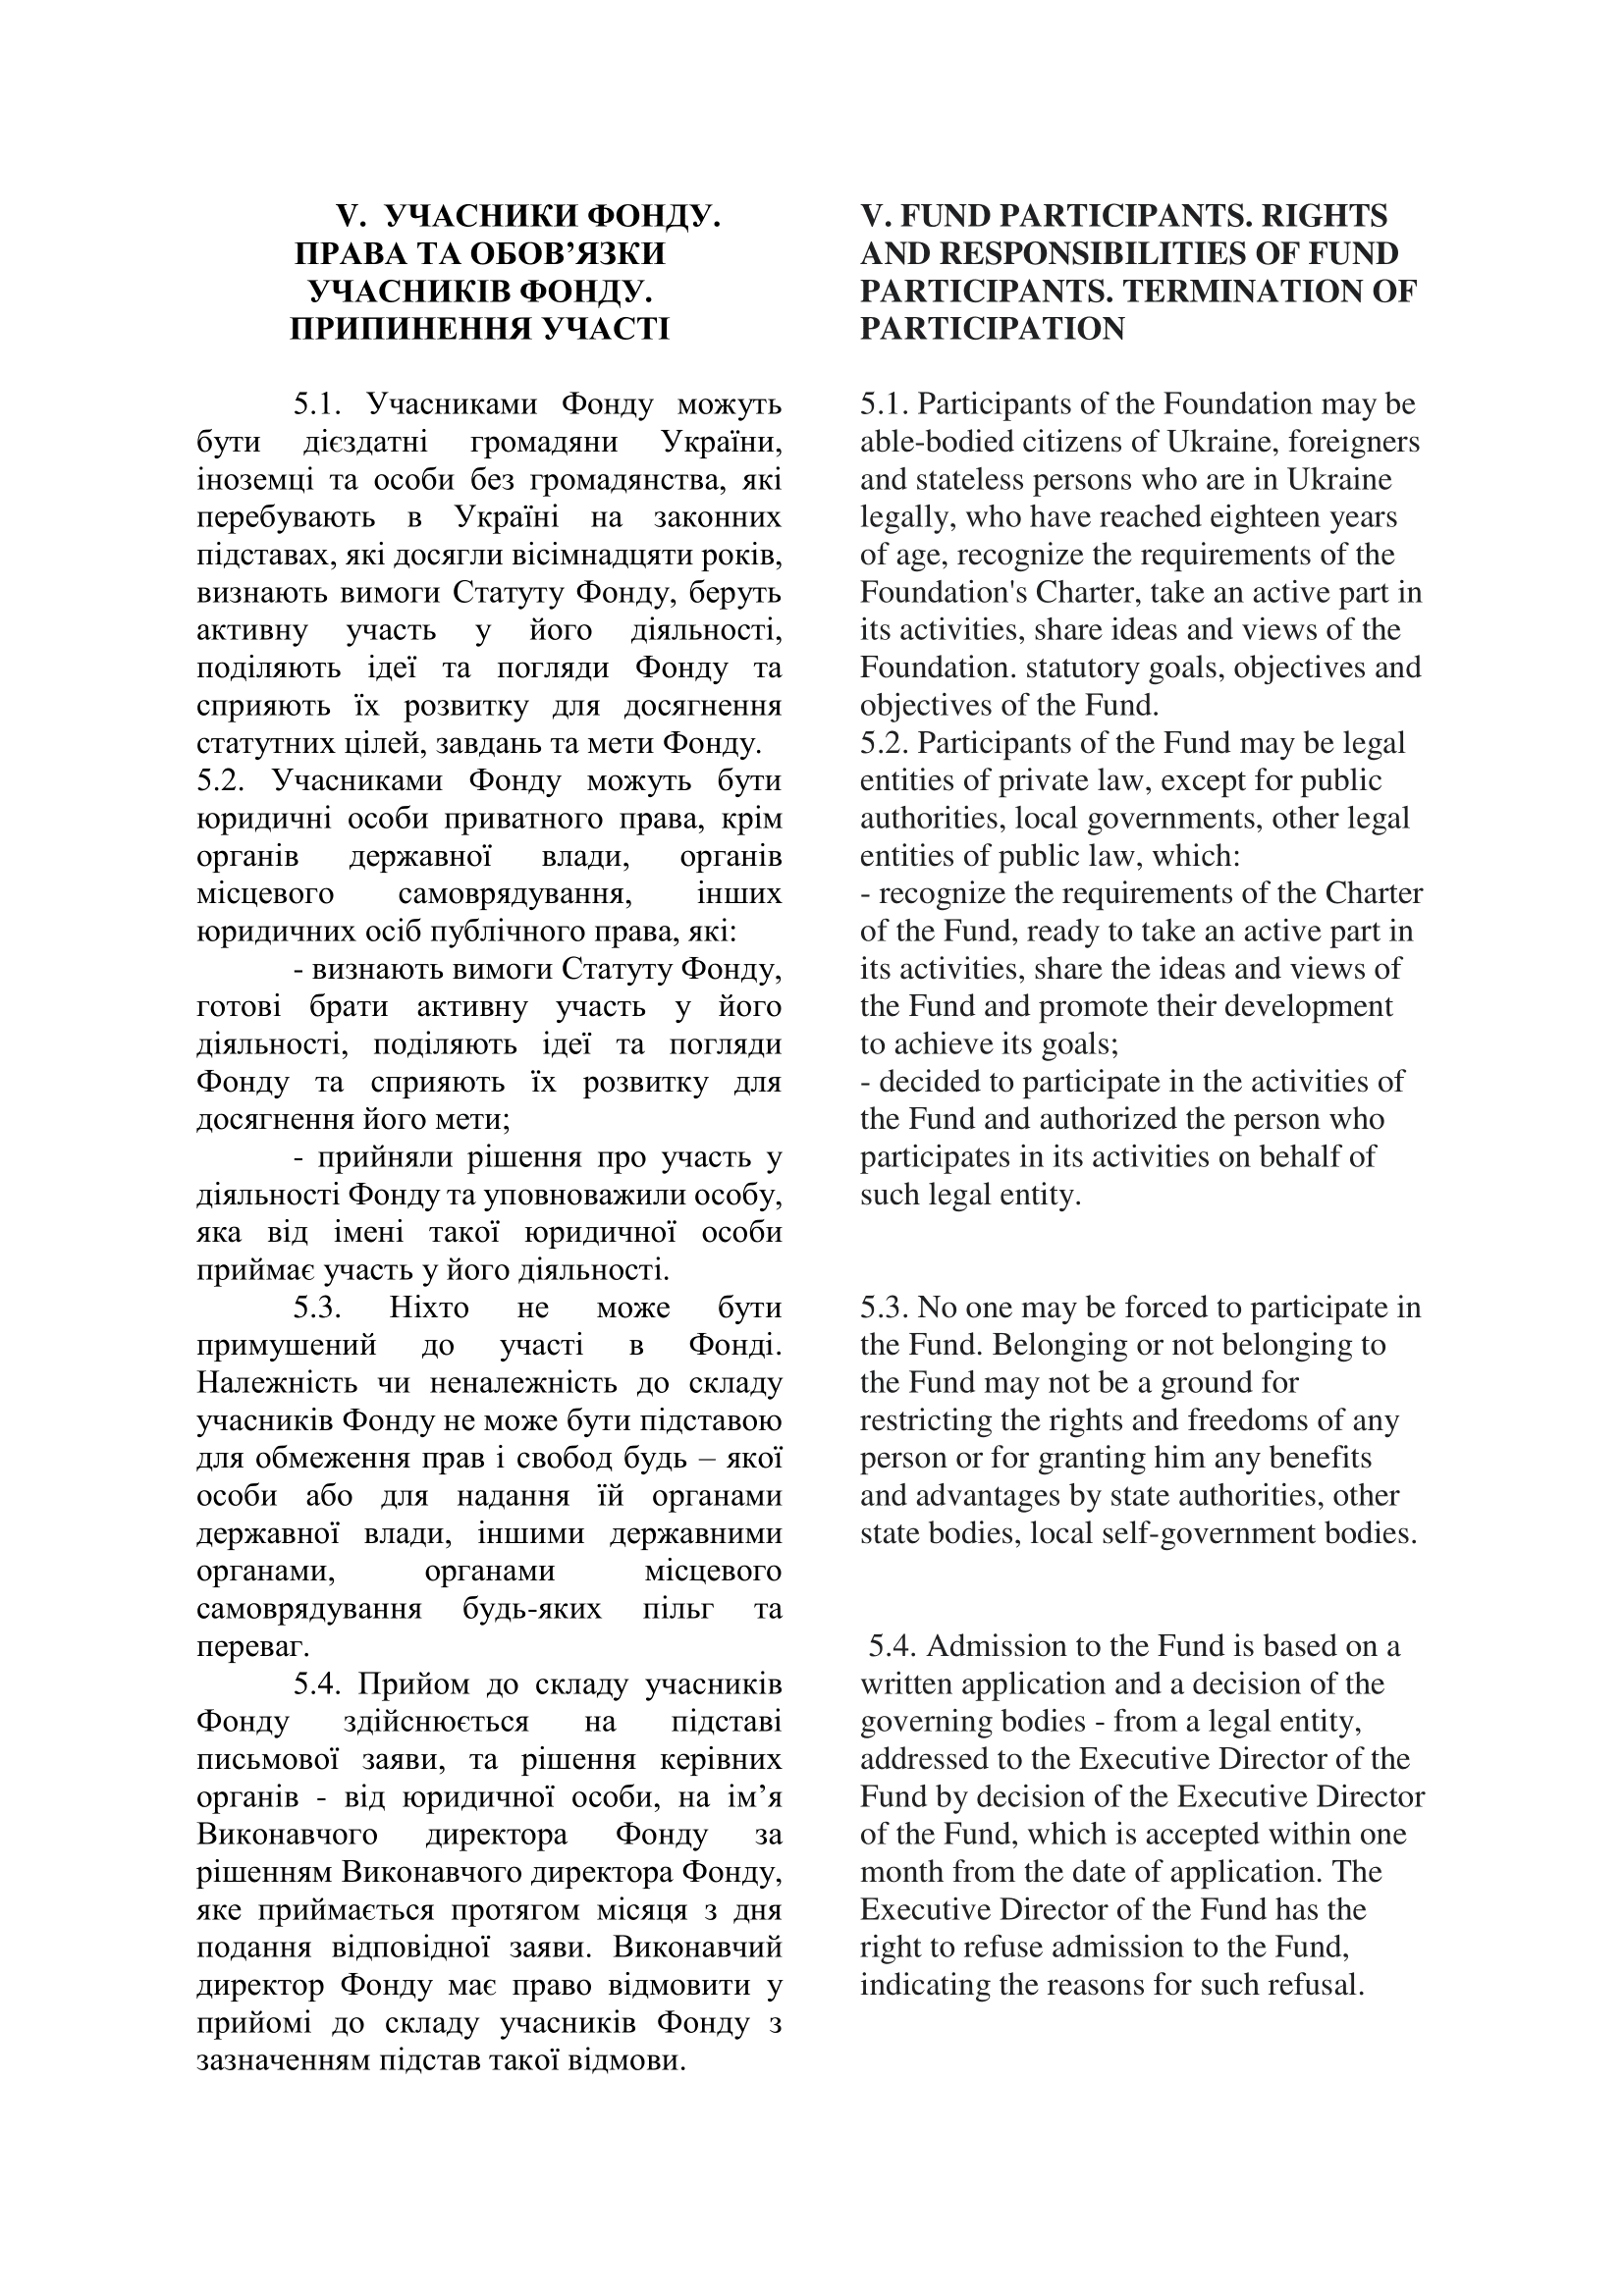 V. УЧАСНИКИ ФОНДУ.
ПРАВА ТА ОБОВ’ЯЗКИ
УЧАСНИКІВ ФОНДУ.
ПРИПИНЕННЯ УЧАСТІ
5.1. Учасниками Фонду можуть
бути дієздатні громадяни України,
іноземці та особи без громадянства, які
перебувають в Україні на законних
підставах, які досягли вісімнадцяти років,
визнають вимоги Статуту Фонду, беруть
активну участь у його діяльності,
поділяють ідеї та погляди Фонду та
сприяють їх розвитку для досягнення
статутних цілей, завдань та мети Фонду.
5.2. Учасниками Фонду можуть бути
юридичні особи приватного права, крім
органів державної влади, органів
місцевого самоврядування, інших
юридичних осіб публічного права, які:
- визнають вимоги Статуту Фонду,
готові брати активну участь у його
діяльності, поділяють ідеї та погляди
Фонду та сприяють їх розвитку для
досягнення його мети;
- прийняли рішення про участь у
діяльності Фонду та уповноважили особу,
яка від імені такої юридичної особи
приймає участь у його діяльності.
5.3. Ніхто не може бути
примушений до участі в Фонді.
Належність чи неналежність до складу
учасників Фонду не може бути підставою
для обмеження прав і свобод будь – якої
особи або для надання їй органами
державної влади, іншими державними
органами, органами місцевого
самоврядування будь-яких пільг та
переваг.
5.4. Прийом до складу учасників
Фонду здійснюється на підставі
письмової заяви, та рішення керівних
органів - від юридичної особи, на ім’я
Виконавчого директора Фонду за
рішенням Виконавчого директора Фонду,
яке приймається протягом місяця з дня
подання відповідної заяви. Виконавчий
директор Фонду має право відмовити у
прийомі до складу учасників Фонду з
зазначенням підстав такої відмови.
V. FUND PARTICIPANTS. RIGHTS
AND RESPONSIBILITIES OF FUND
PARTICIPANTS. TERMINATION OF
PARTICIPATION
5.1. Participants of the Foundation may be
able-bodied citizens of Ukraine, foreigners
and stateless persons who are in Ukraine
legally, who have reached eighteen years
of age, recognize the requirements of the
Foundation's Charter, take an active part in
its activities, share ideas and views of the
Foundation. statutory goals, objectives and
objectives of the Fund.
5.2. Participants of the Fund may be legal
entities of private law, except for public
authorities, local governments, other legal
entities of public law, which:
- recognize the requirements of the Charter
of the Fund, ready to take an active part in
its activities, share the ideas and views of
the Fund and promote their development
to achieve its goals;
- decided to participate in the activities of
the Fund and authorized the person who
participates in its activities on behalf of
such legal entity.
5.3. No one may be forced to participate in
the Fund. Belonging or not belonging to
the Fund may not be a ground for
restricting the rights and freedoms of any
person or for granting him any benefits
and advantages by state authorities, other
state bodies, local self-government bodies.
5.4. Admission to the Fund is based on a
written application and a decision of the
governing bodies - from a legal entity,
addressed to the Executive Director of the
Fund by decision of the Executive Director
of the Fund, which is accepted within one
month from the date of application. The
Executive Director of the Fund has the
right to refuse admission to the Fund,
indicating the reasons for such refusal.